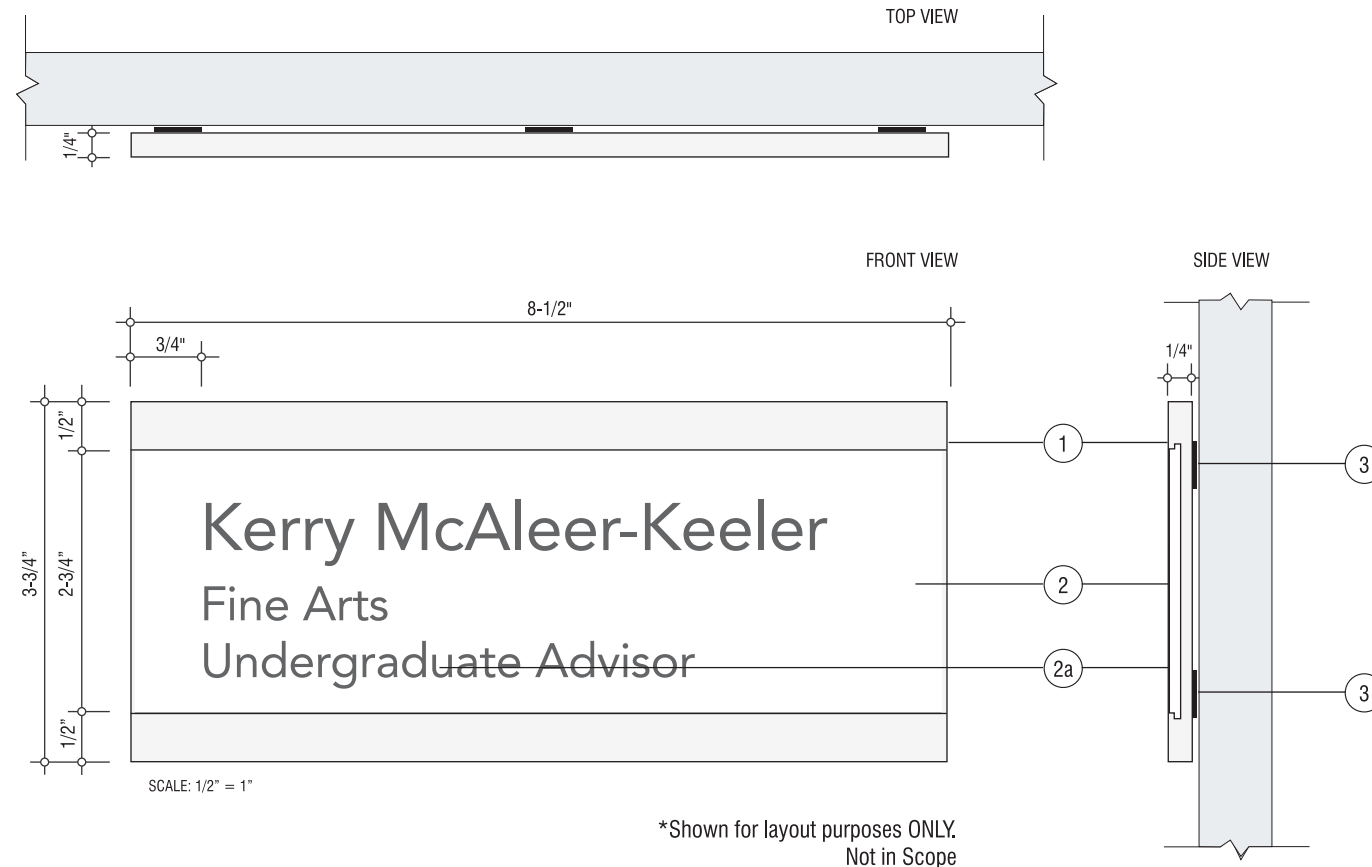 TOP VIEW
1/4"
FRONT VIEW
SIDE VIEW
8-1/2"
3/4"
1/4"
1/2”
3-3/4”
2-3/4”
1/2”
Kerry McAleer-Keeler
Fine Arts
Undergraduate Advisor
1
2
2a
3
3
SCALE: 1/2” = 1”
*Shown for layout purposes ONLY.
Not in Scope